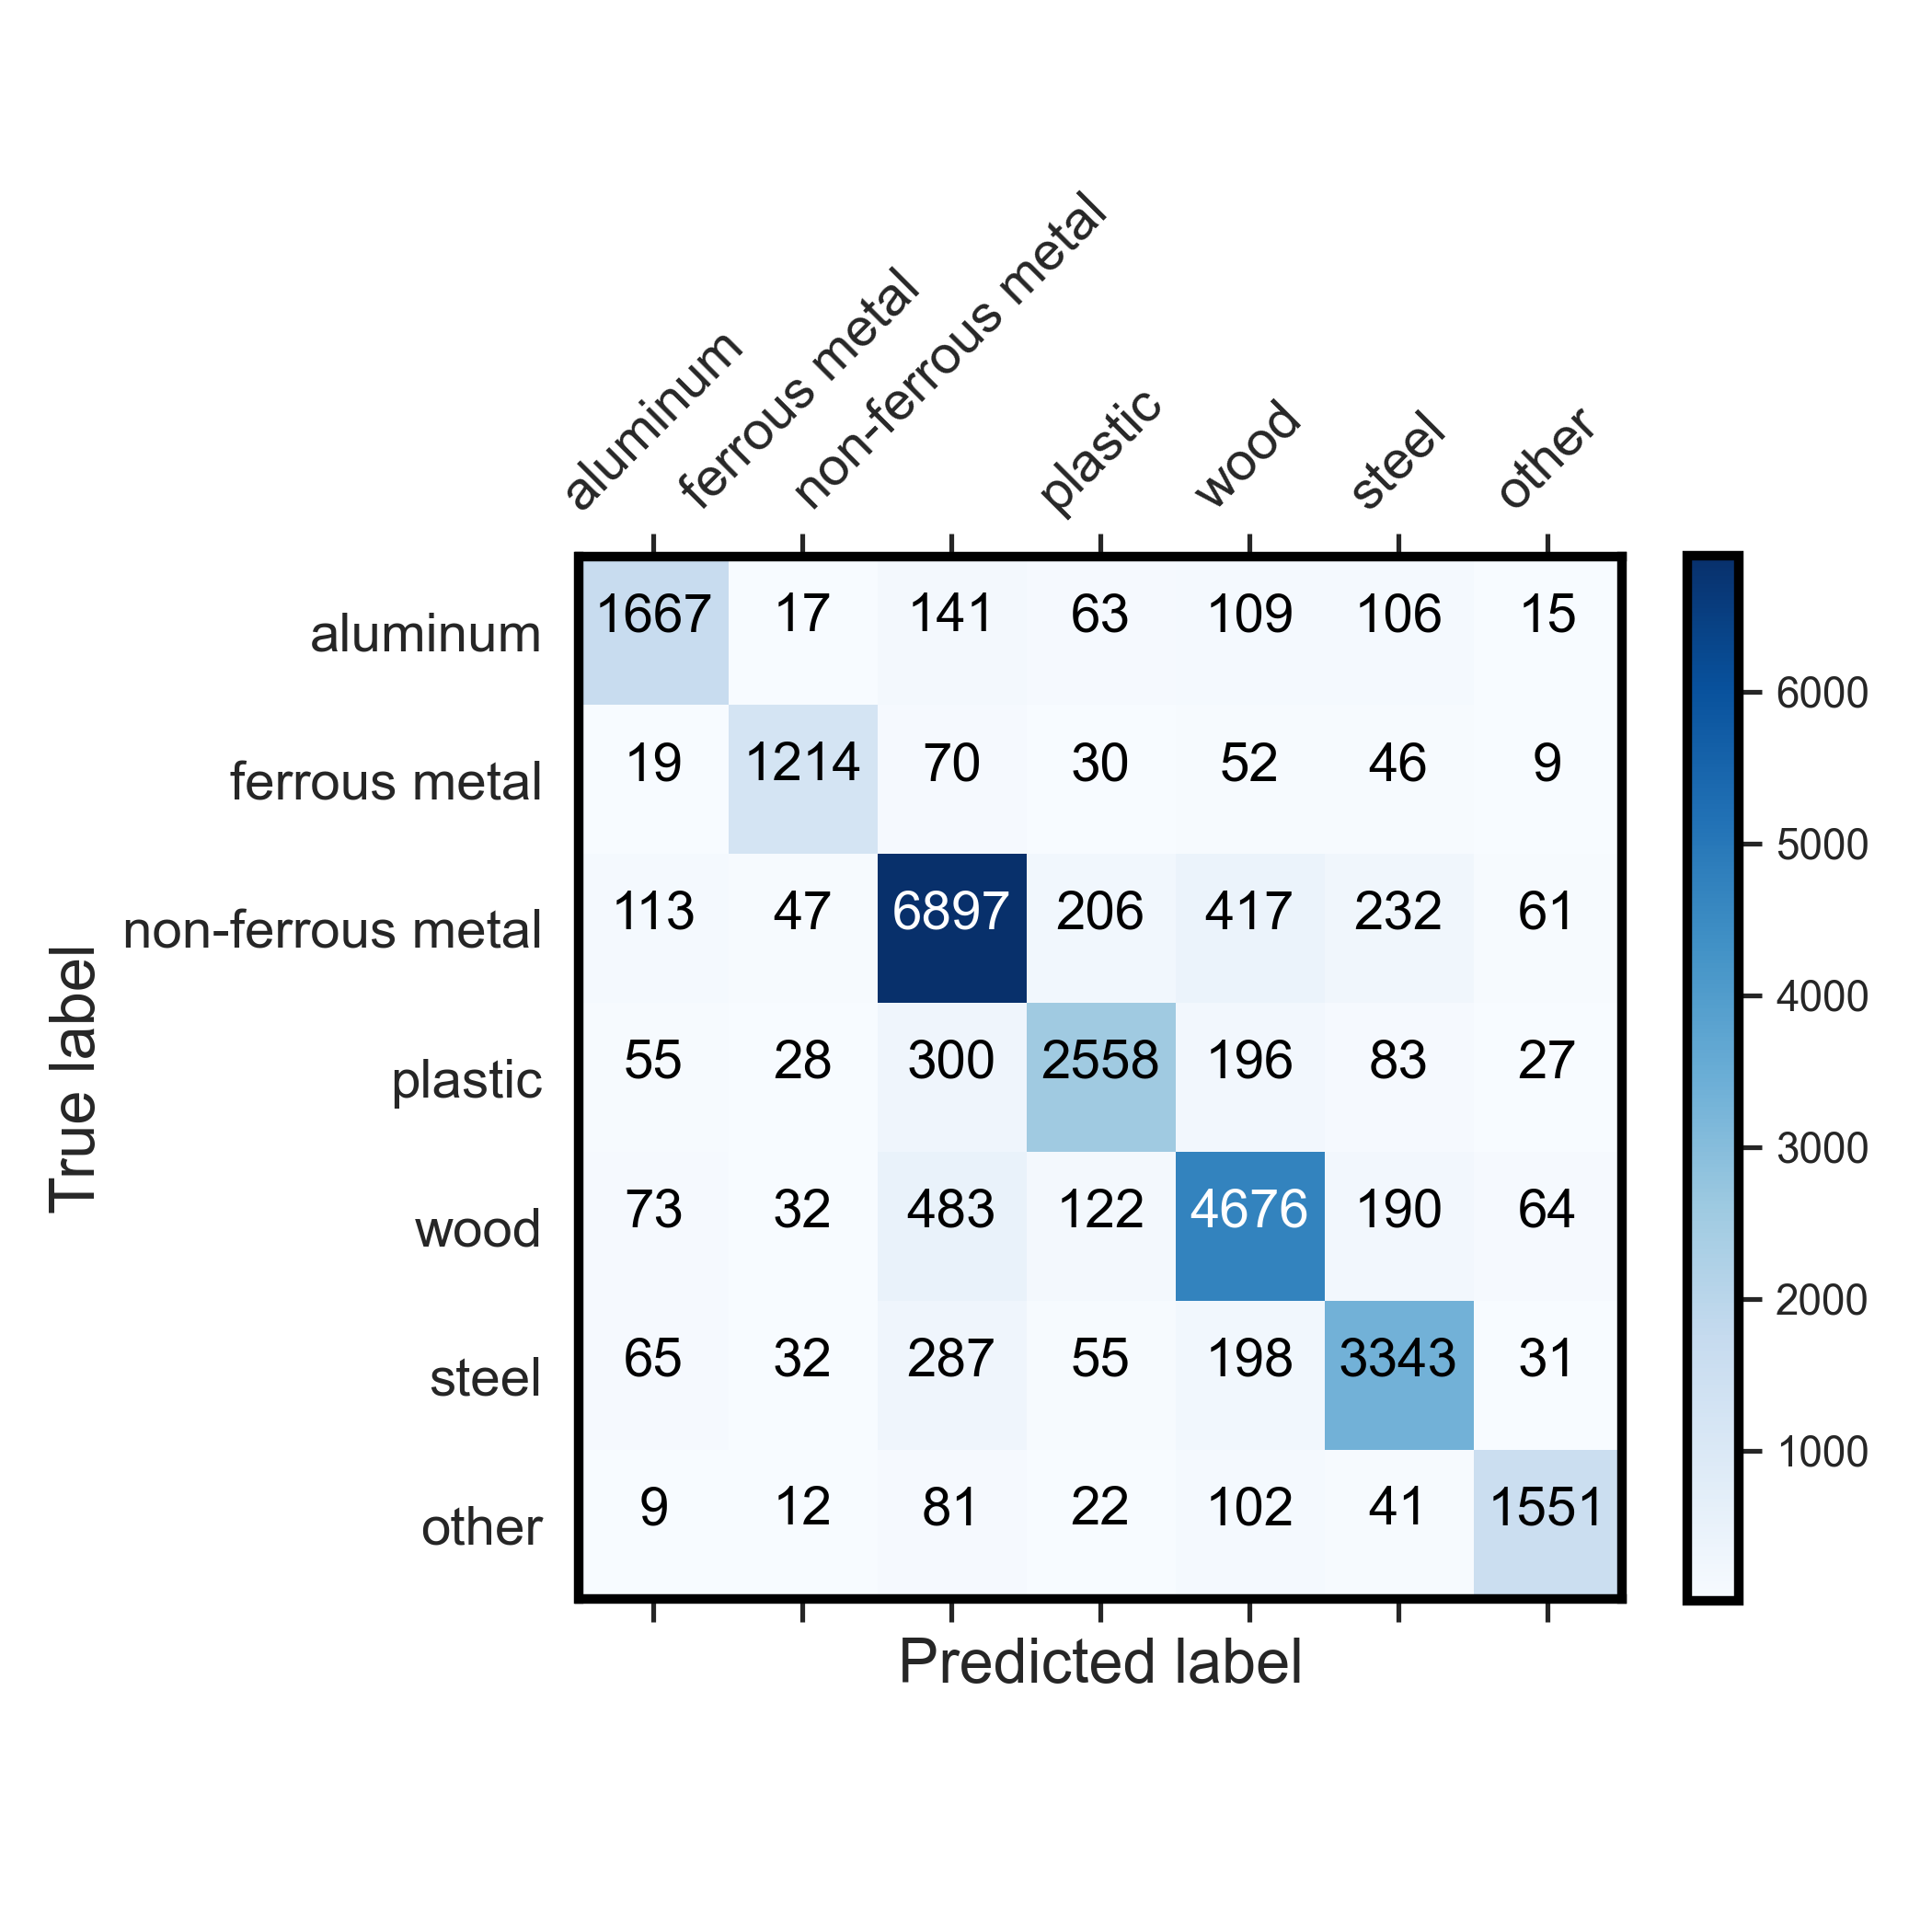 aluminum
ferrous metal
non-ferrous metal
plastic
wood
steel
other
aluminum 1667 17 141 63 109 106 15
ferrous metal 19 1214 70 30 52 46 9
non-ferrous metal 113 47 6897 206 417 232 61
plastic 55 28 300 2558 196 83 27
wood 73 32 483 122 4676 190 64
steel 65 32 287 55 198 3343 31
other 9 12 81 22 102 41 1551
True label
Predicted label
6000
5000
4000
3000
2000
1000